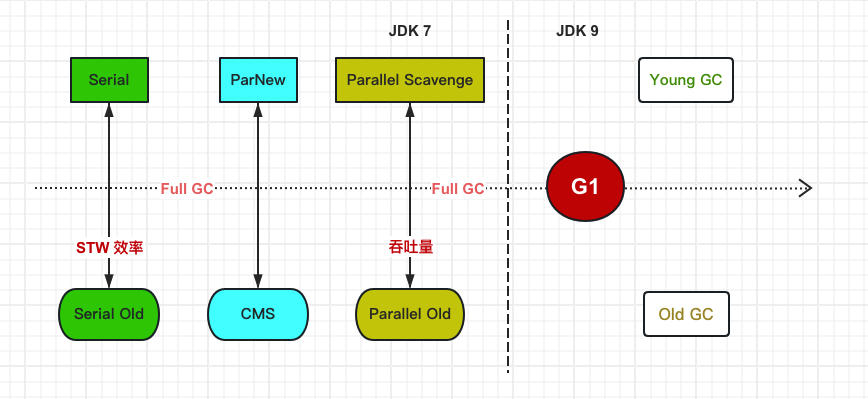 JDK 7
JDK 9
Serial
ParNew
Parallel Scavenge
Young GC
Full GC
Full GC
G1
STW 效率
吞吐量
Serial Old
CMS
Parallel Old
Old GC